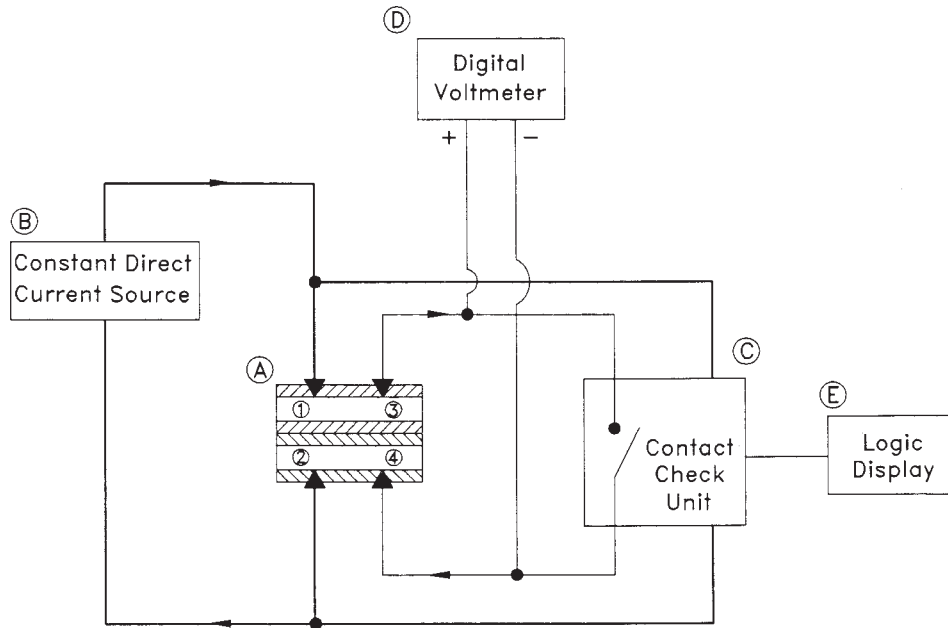 Ⓓ
Digital
Voltmeter
+ −
Ⓑ
Constant Direct
Current Source
Ⓐ
① ③
② ④
Ⓒ
Contact
Check
Unit
Ⓔ
Logic
Display